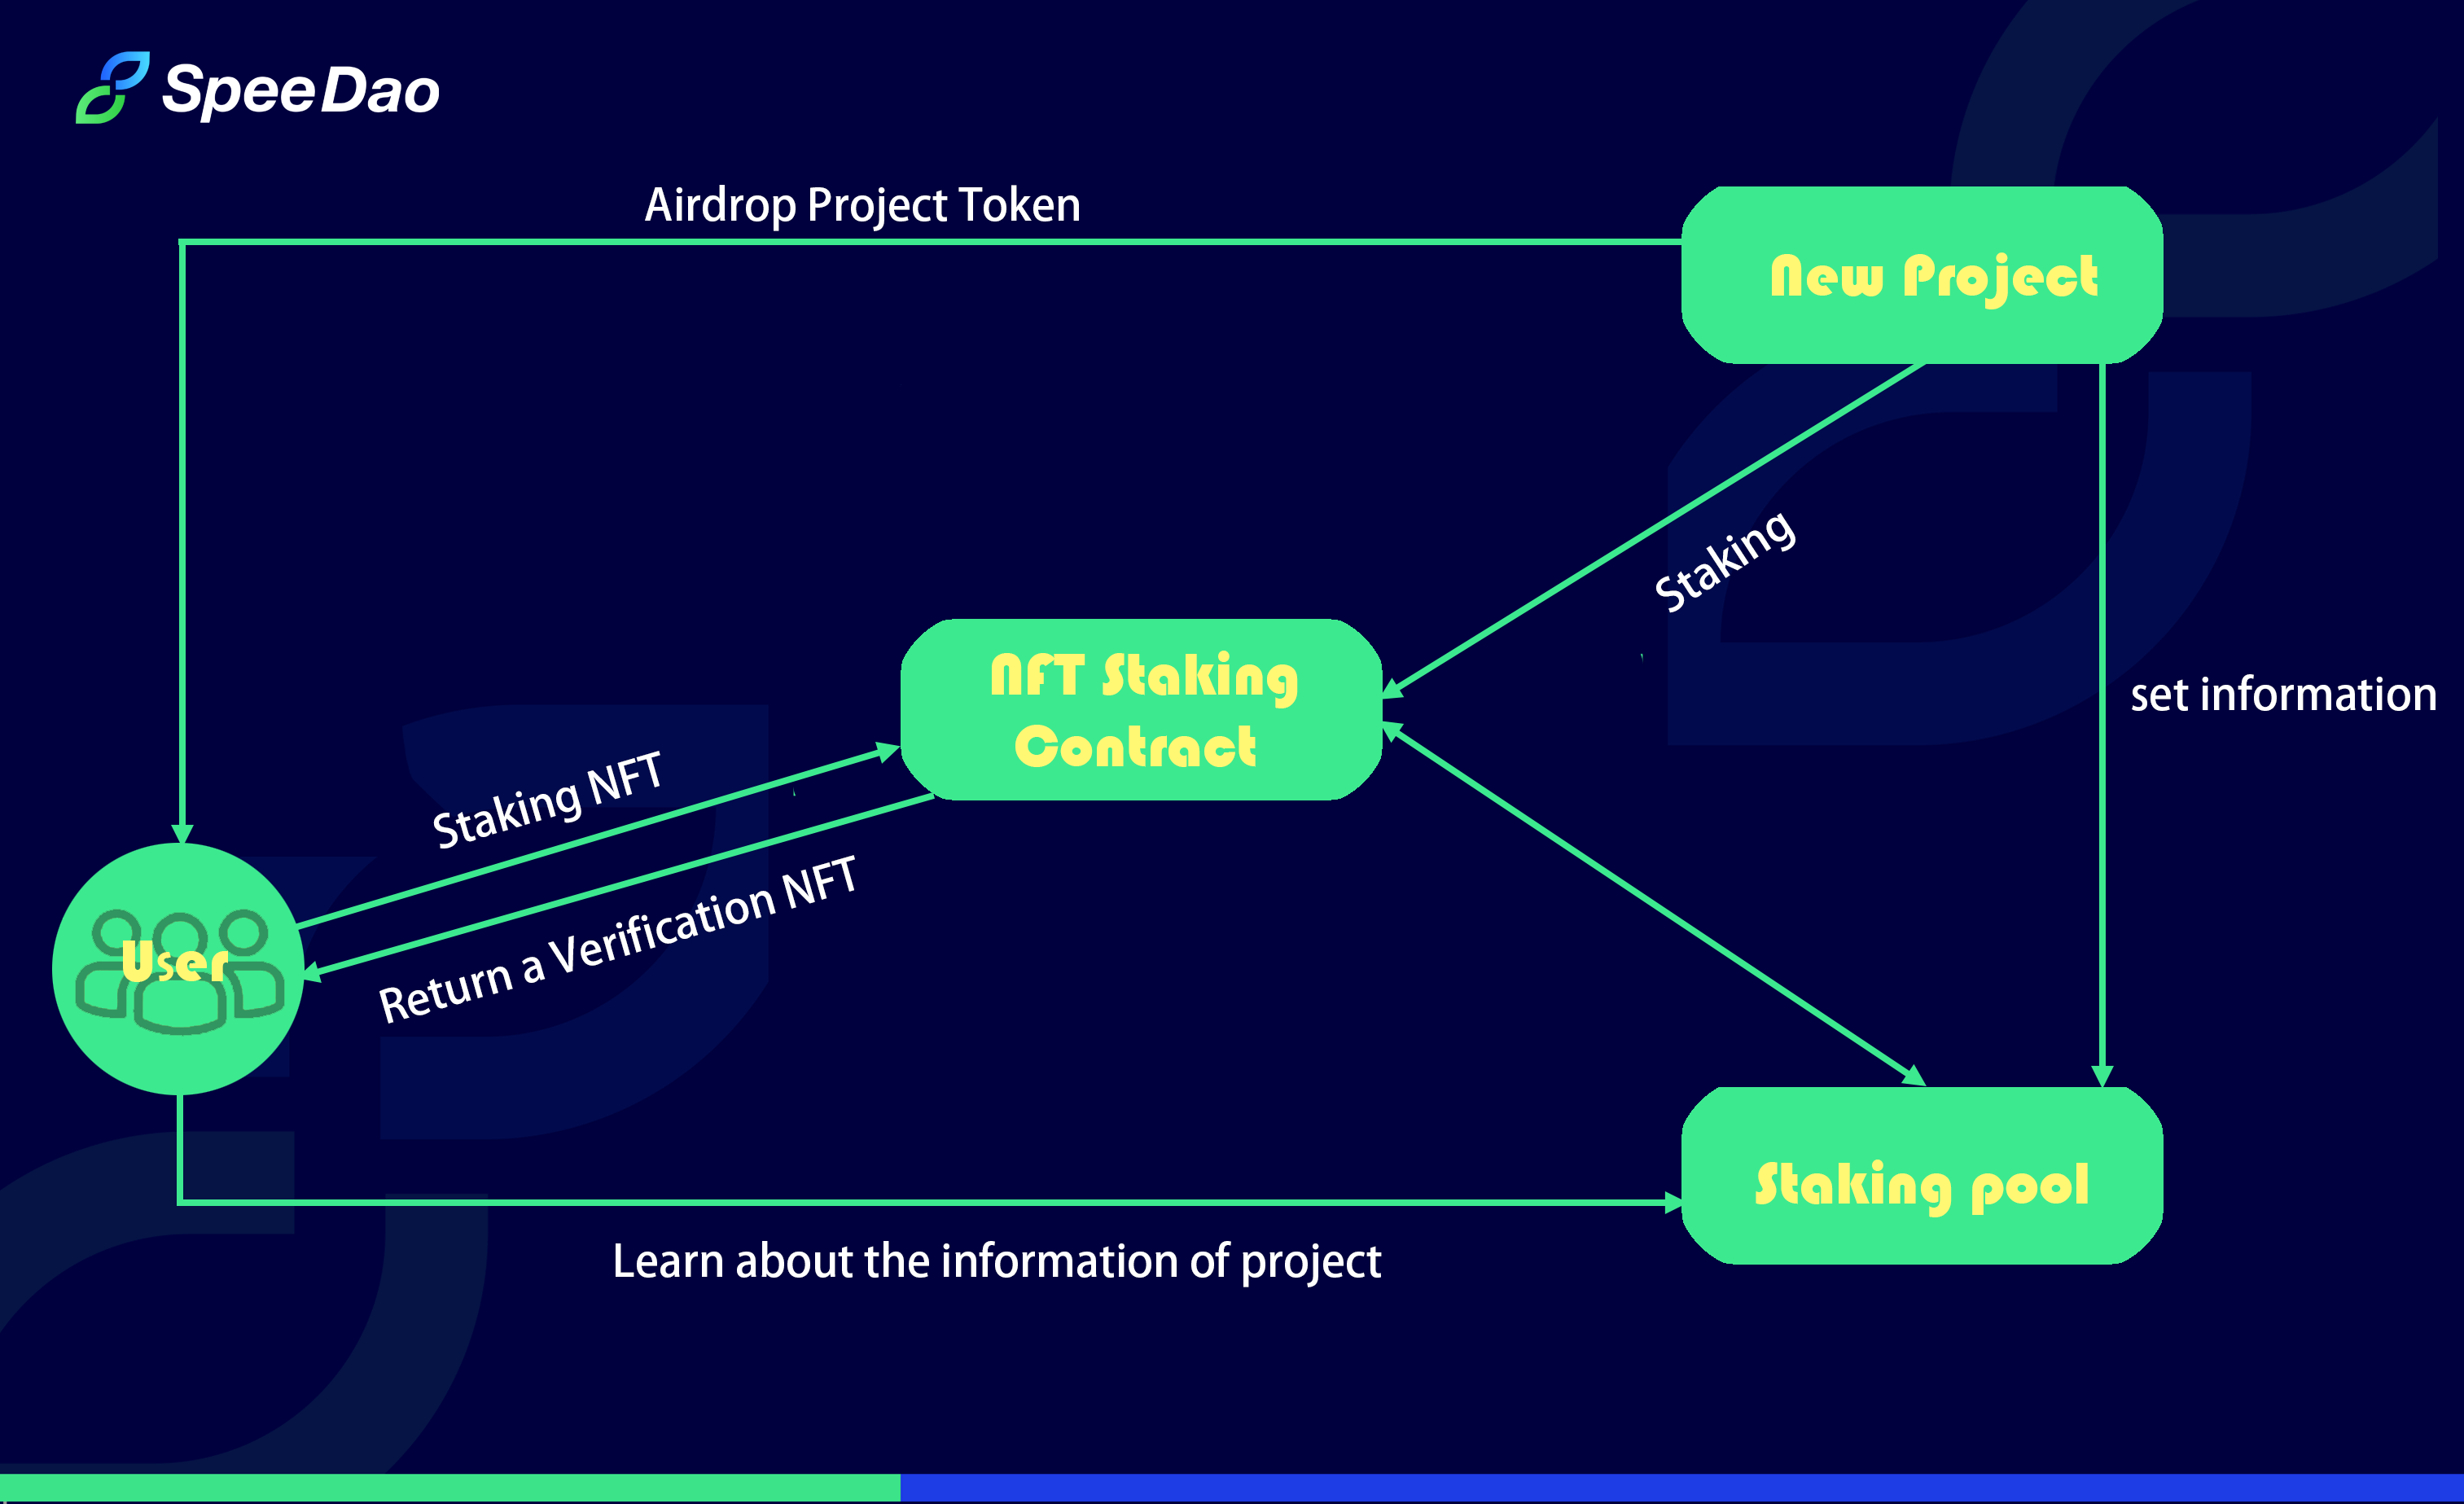 SpeeDao
Airdrop Project Token
New Project
Staking
NFT Staking
Contract
set information
Staking NFT
Return a Verification NFT
User
Staking pool
Learn about the information of project